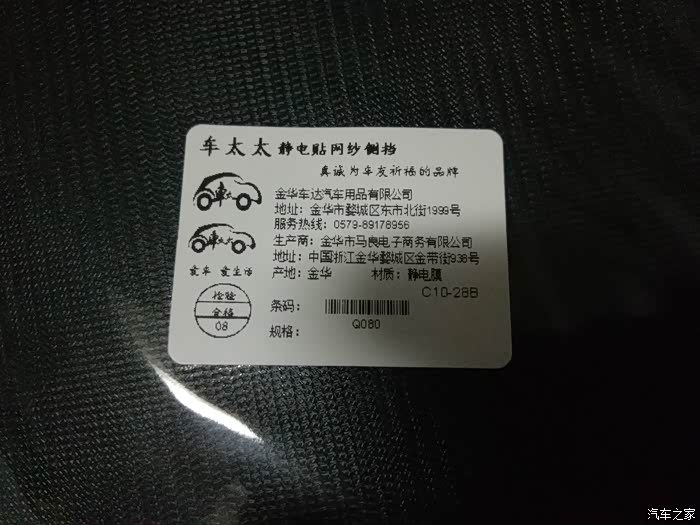 车太太静电贴网纱侧挡
真诚为车友祈福的品牌
金华车达汽车用品有限公司
地址：金华市婺城区东市北街1999号
服务热线：0579-89178956
生产商：金华市马良电子商务有限公司
地址：中国浙江金华婺城区金带街938号
产地：金华 材质：静电膜
C10-28B
爱车 爱生活
检验
合格
08
条码：
Q080
规格：
汽车之家